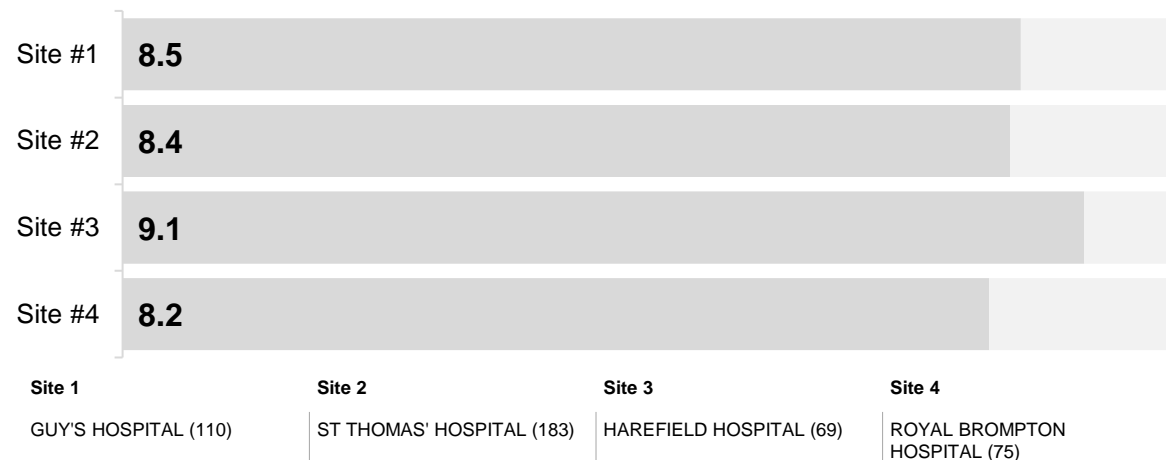 Site #1 8.5
Site #2 8.4
Site #3 9.1
Site #4 8.2
Site 1 Site 2 Site 3 Site 4
GUY'S HOSPITAL (110) ST THOMAS' HOSPITAL (183) HAREFIELD HOSPITAL (69) ROYAL BROMPTON
HOSPITAL (75)